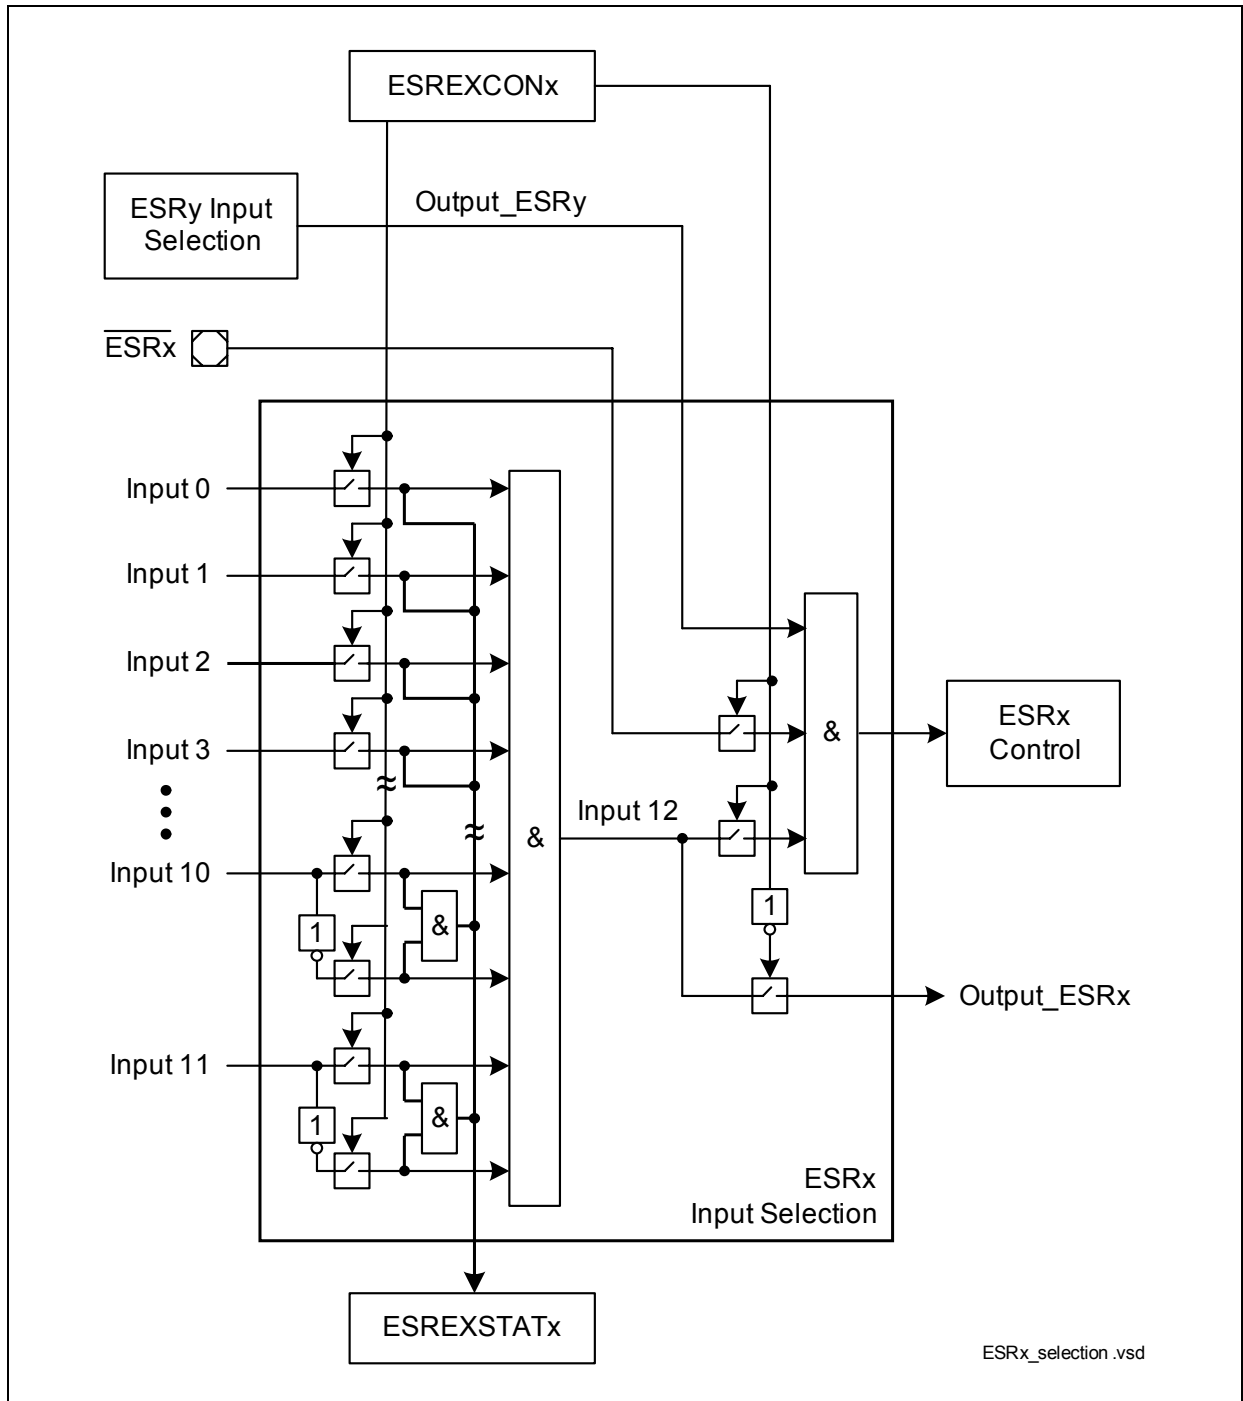 ESREXCONx
ESRy Input
Selection
Output_ESRy
ESRx
Input 0
Input 1
Input 2
Input 3
Input 10
Input 11
1
1
&
&
&
Input 12
&
1
ESRx
Control
Output_ESRx
ESRx
Input Selection
ESREXSTATx
ESRx_selection .vsd